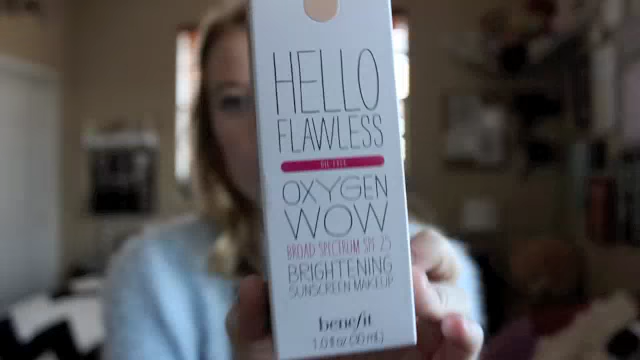 HELLO
FLAWLESS
OIL-FREE
OXYGEN
WOW
BROAD SPECTRUM SPF 25
BRIGHTENING
SUNSCREEN MAKEUP
benefit
1.0 fl oz (30 mL)